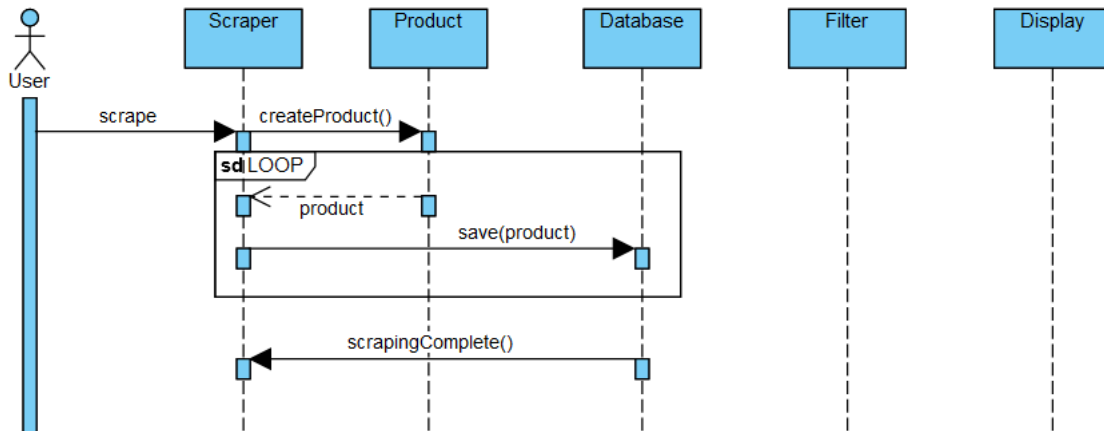 Scraper
Product
Database
Filter
Display
User
scrape
createProduct()
sd LOOP
product
save(product)
scrapingComplete()